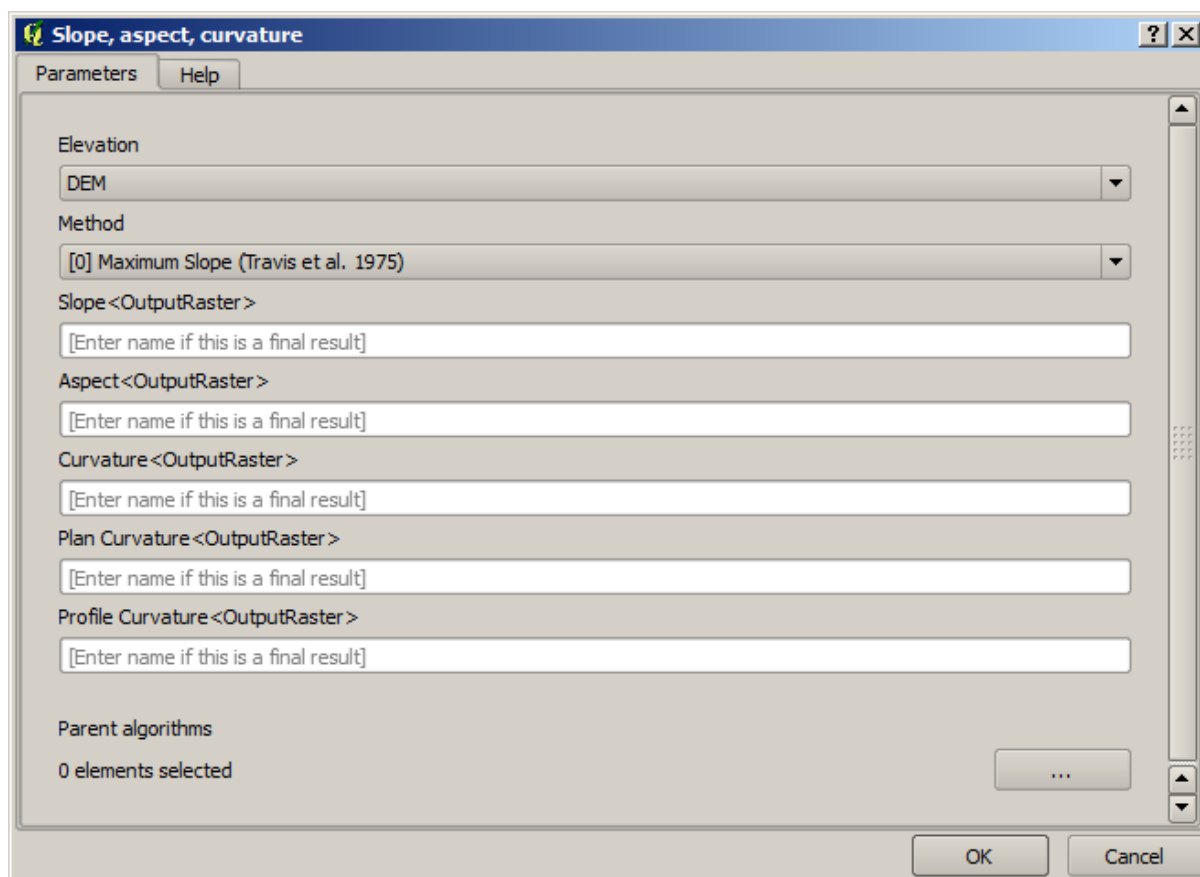 Slope, aspect, curvature
Parameters Help
Elevation
DEM
Method
[0] Maximum Slope (Travis et al. 1975)
Slope<OutputRaster>
[Enter name if this is a final result]
Aspect<OutputRaster>
[Enter name if this is a final result]
Curvature<OutputRaster>
[Enter name if this is a final result]
Plan Curvature<OutputRaster>
[Enter name if this is a final result]
Profile Curvature<OutputRaster>
[Enter name if this is a final result]
Parent algorithms
0 elements selected ...
OK Cancel